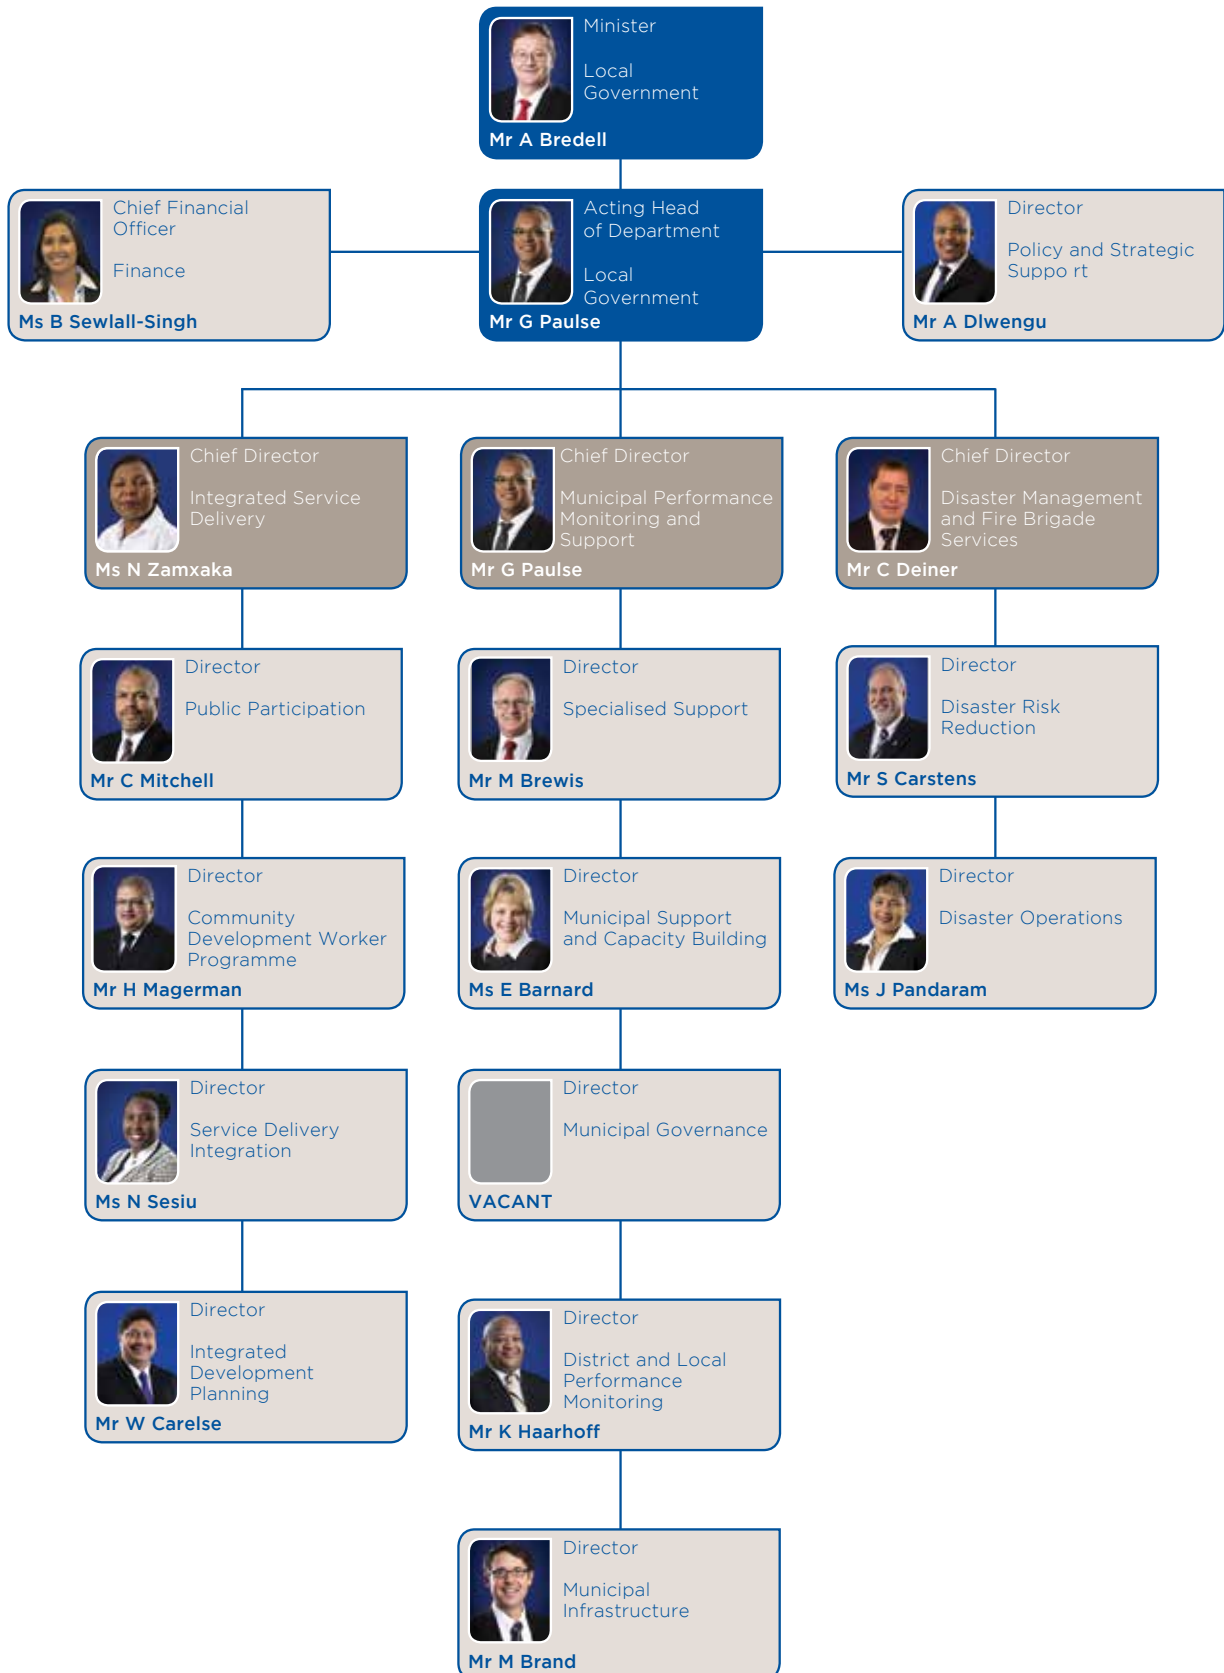 Minister
Local
Government
Mr A Bredell
Chief Financial
Officer
Finance
Ms B Sewlall-Singh
Acting Head
of Department
Local
Government
Mr G Paulse
Director
Policy and Strategic
Suppo rt
Mr A Dlwengu
Chief Director
Integrated Service
Delivery
Ms N Zamxaka
Chief Director
Municipal Performance
Monitoring and
Support
Mr G Paulse
Chief Director
Disaster Management
and Fire Brigade
Services
Mr C Deiner
Director
Public Participation
Mr C Mitchell
Director
Specialised Support
Mr M Brewis
Director
Disaster Risk
Reduction
Mr S Carstens
Director
Community
Development Worker
Programme
Mr H Magerman
Director
Municipal Support
and Capacity Building
Ms E Barnard
Director
Disaster Operations
Ms J Pandaram
Director
Service Delivery
Integration
Ms N Sesiu
Director
Municipal Governance
VACANT
Director
Integrated
Development
Planning
Mr W Carelse
Director
District and Local
Performance
Monitoring
Mr K Haarhoff
Director
Municipal
Infrastructure
Mr M Brand